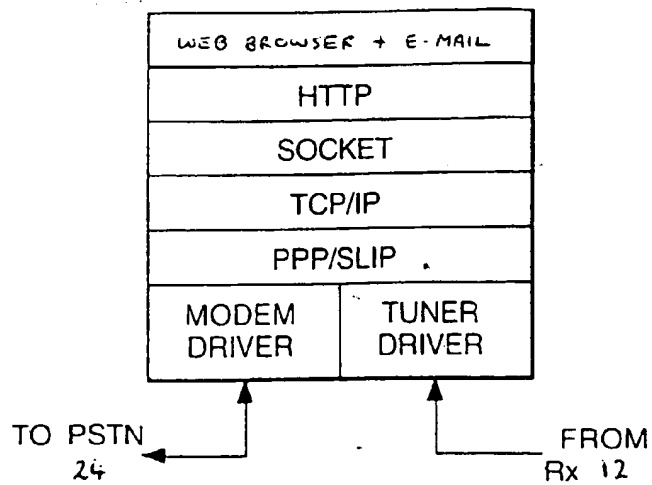 WEB BROWSER + E-MAIL
HTTP
SOCKET
TCP/IP
PPP/SLIP
MODEM
DRIVER
TUNER
DRIVER
TO PSTN
24
FROM
Rx 12